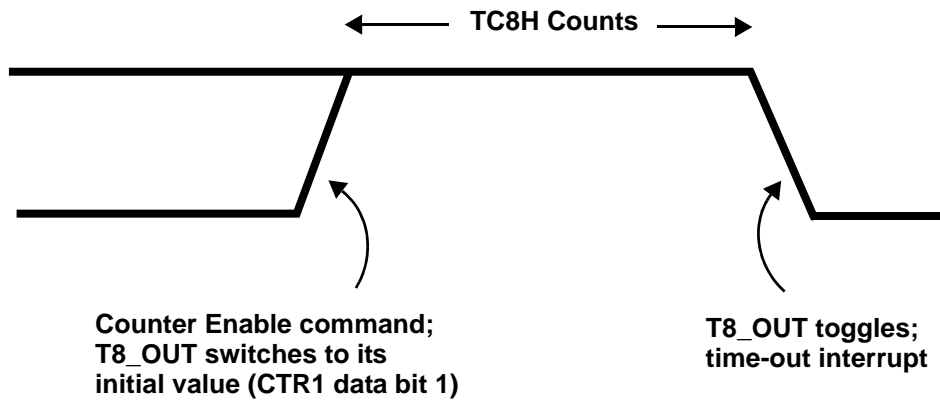 TC8H Counts
Counter Enable command;
T8_OUT switches to its
initial value (CTR1 data bit 1)
T8_OUT toggles;
time-out interrupt